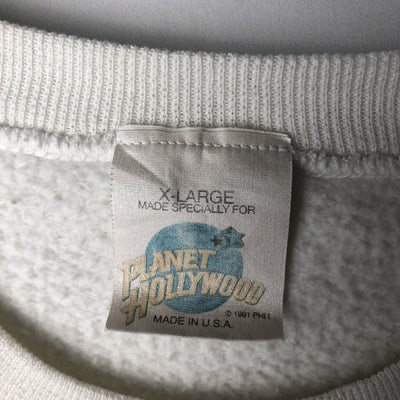 X-LARGE
MADE SPECIALLY FOR
PLANET
HOLLYWOOD
© 1991 PHI I
MADE IN U.S.A.